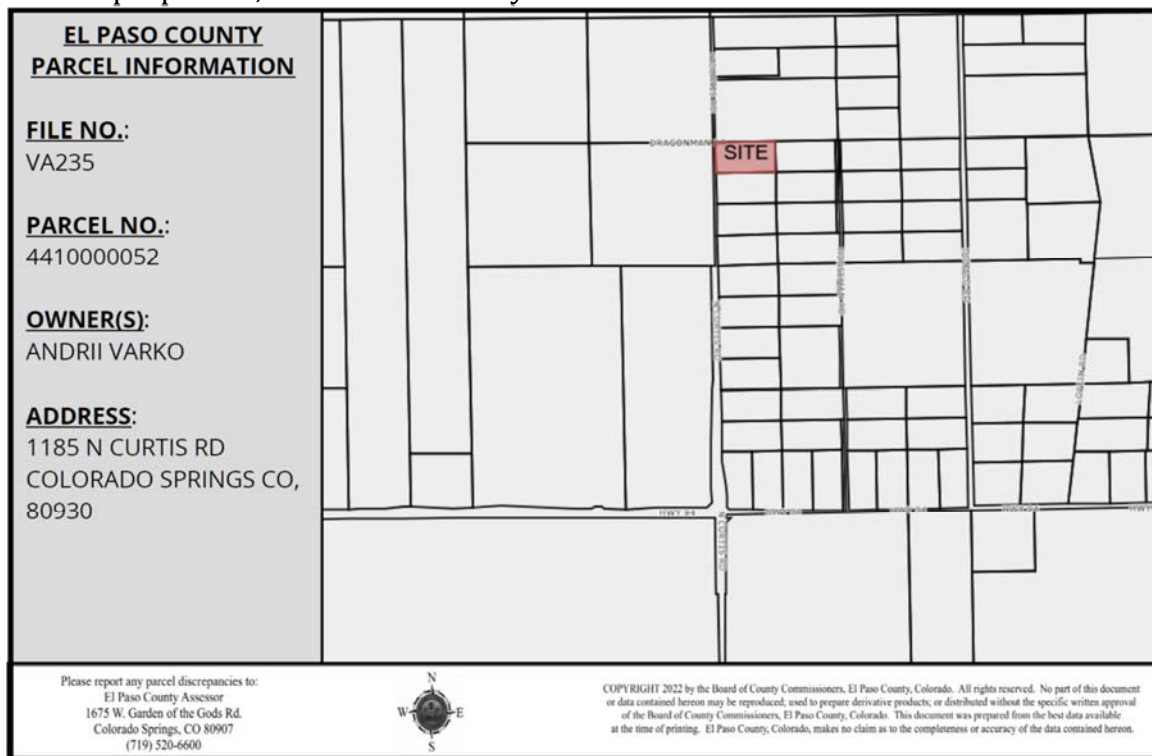 EL PASO COUNTY
PARCEL INFORMATION
FILE NO.:
VA235
PARCEL NO.:
4410000052
OWNER(S):
ANDRII VARKO
ADDRESS:
1185 N CURTIS RD
COLORADO SPRINGS CO,
80930
DRAGONMAN
SITE
N CURTIS RD
HWY 94
N CURTIS RD
Please report any parcel discrepancies to:
El Paso County Assessor
1675 W. Garden of the Gods Rd.
Colorado Springs, CO 80907
(719) 520-6600
N
W
E
S
COPYRIGHT 2022 by the Board of County Commissioners, El Paso County, Colorado. All rights reserved. No part of this document
or data contained hereon may be reproduced; used to prepare derivative products; or distributed without the specific written approval
of the Board of County Commissioners, El Paso County, Colorado. This document was prepared from the best data available
at the time of printing. El Paso County, Colorado, makes no claim as to the completeness or accuracy of the data contained hereon.